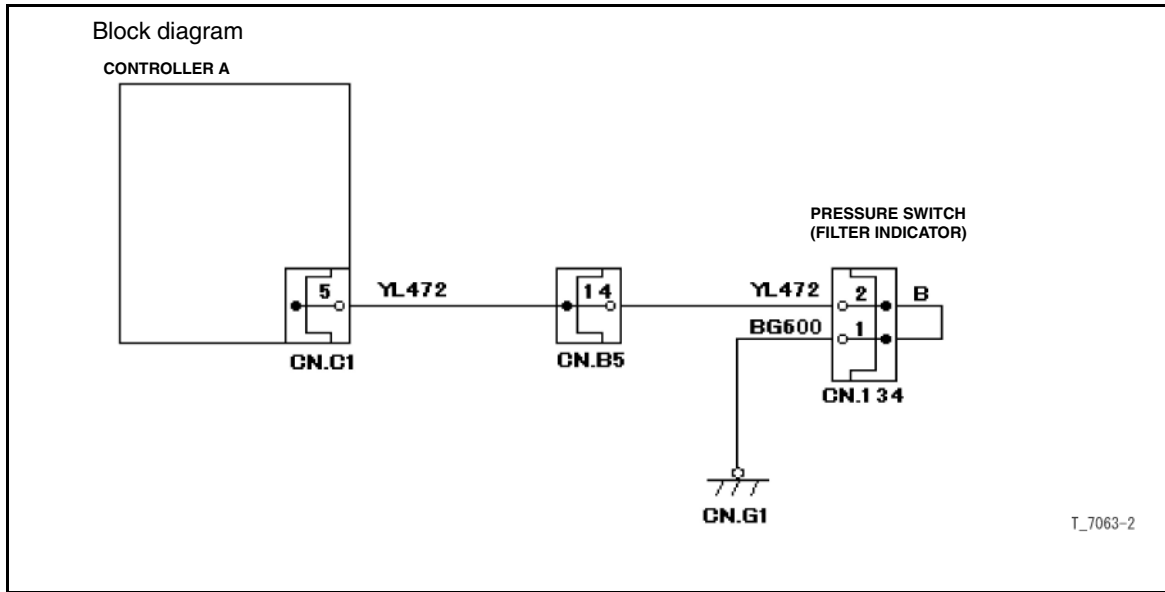 Block diagram
CONTROLLER A
PRESSURE SWITCH
(FILTER INDICATOR)
5
YL472
14
YL472
2
B
BG600
1
CN.C1
CN.B5
CN.134
CN.G1
T_7063-2